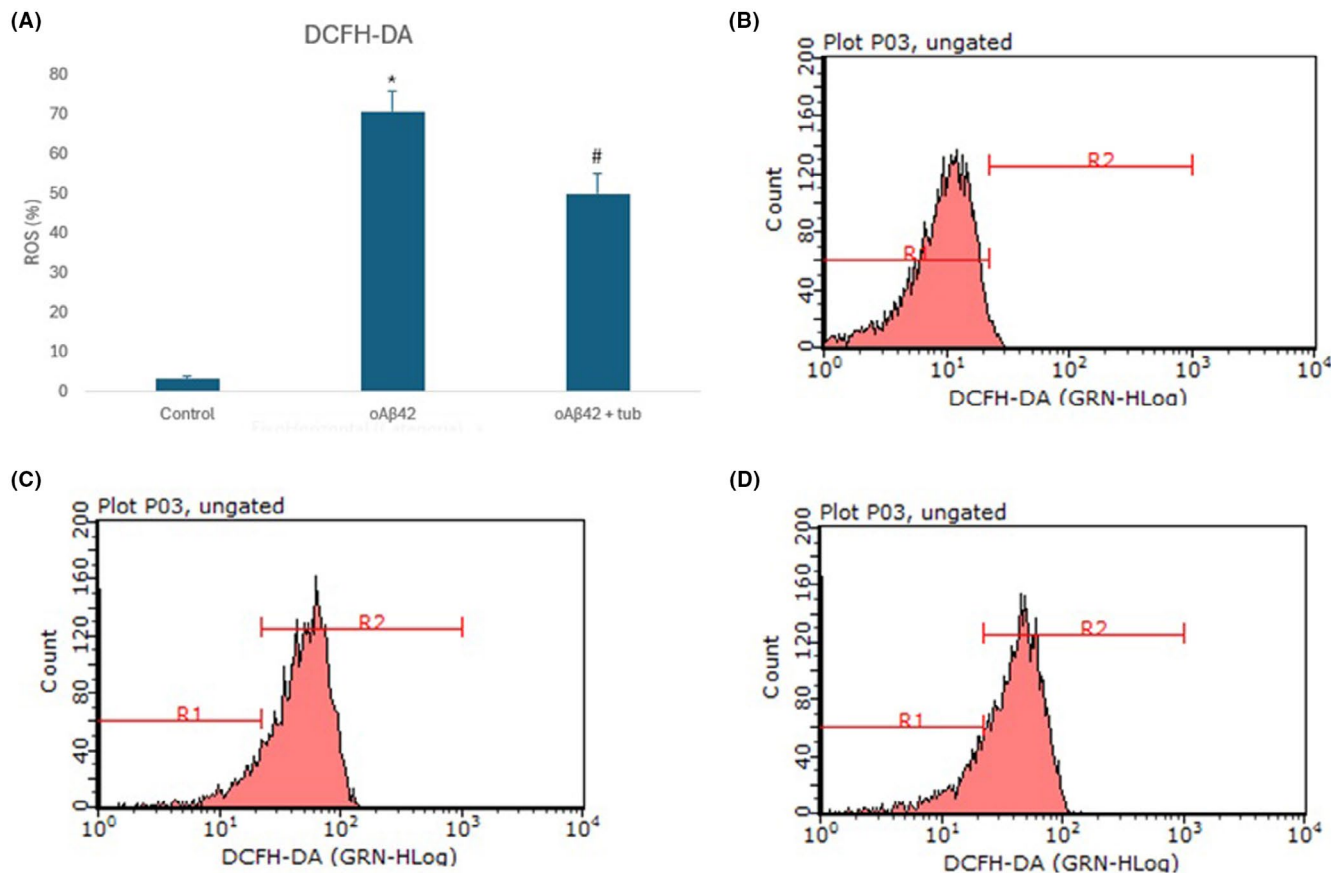 (A)
DCFH-DA
80
70
60
50
40
30
20
10
0
ROS (%)
*
#
Control
oAβ42
oAβ42 + tub
(B)
Plot P03, ungated
200
160
120
80
40
0
Count
R2
10⁰
10¹
10²
10³
10⁴
DCFH-DA (GRN-HLog)
(C)
Plot P03, ungated
200
160
120
80
40
0
Count
R2
R1
10⁰
10¹
10²
10³
10⁴
DCFH-DA (GRN-HLog)
(D)
Plot P03, ungated
200
160
120
80
40
0
Count
R2
R1
10⁰
10¹
10²
10³
10⁴
DCFH-DA (GRN-HLog)